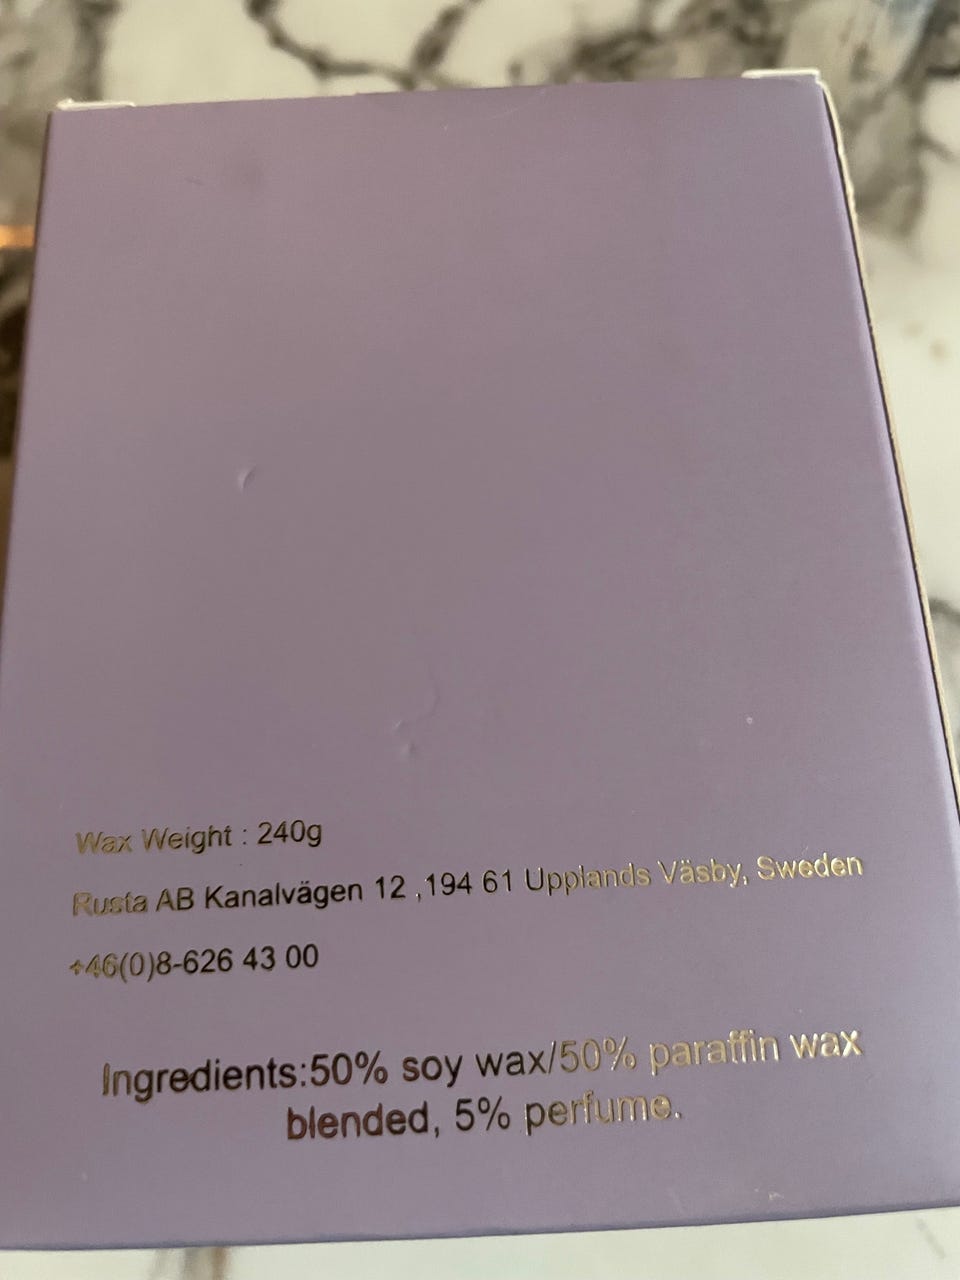 Wax Weight : 240g
Rusta AB Kanalvägen 12 ,194 61 Upplands Väsby, Sweden
+46(0)8-626 43 00
Ingredients:50% soy wax/50% paraffin wax
blended, 5% perfume.